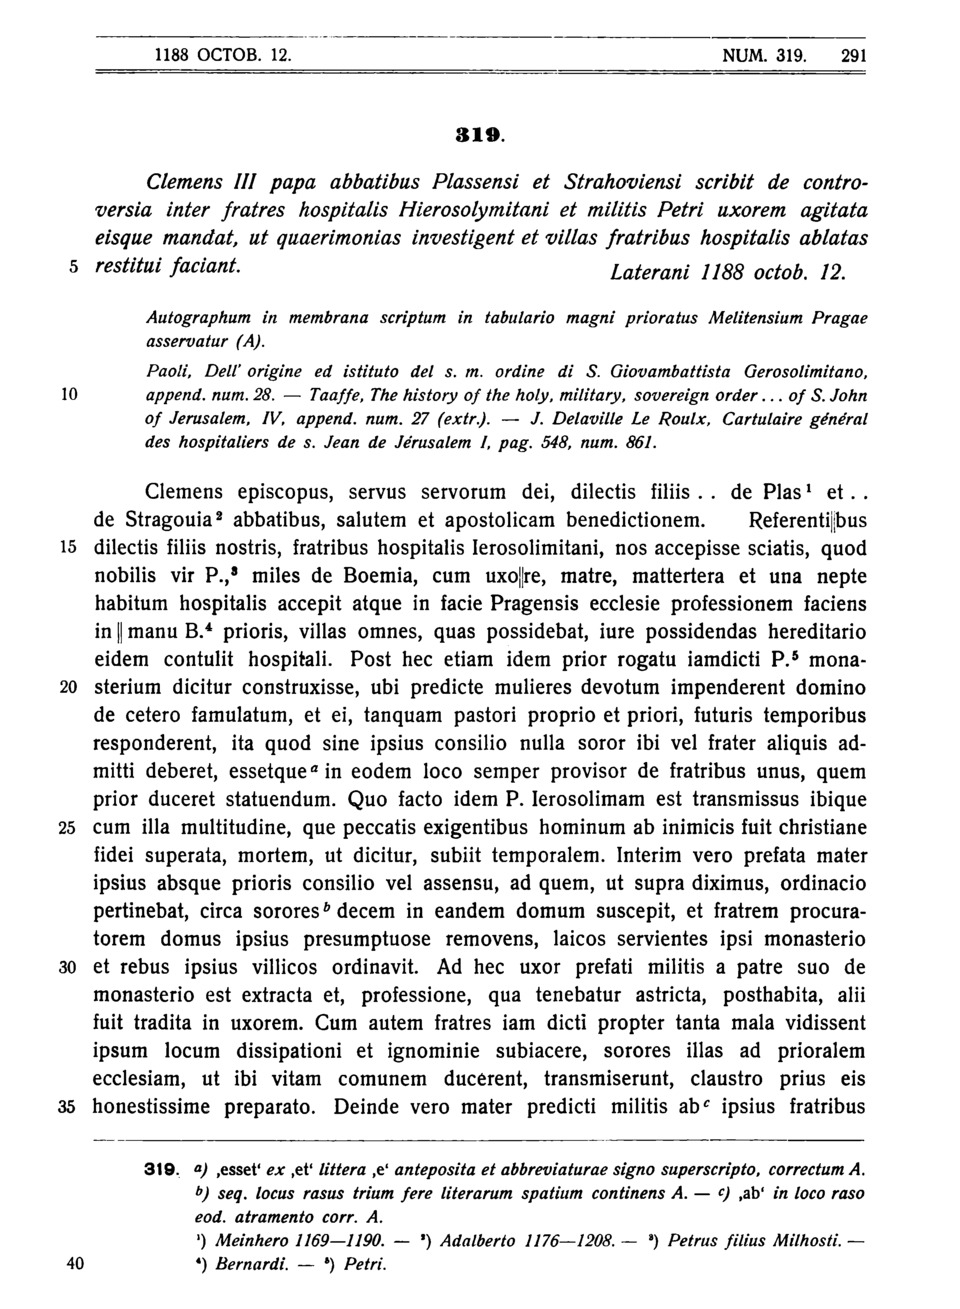 1188 OCTOB. 12. NUM. 319. 291
319.
Clemens III papa abbatibus Plassensi et Strahoviensi scribit de contro-
versia inter fratres hospitalis Hierosolymitani et militis Petri uxorem agitata
eisque mandat, ut quaerimonias investigent et villas fratribus hospitalis ablatas
5 restitui faciant. Laterani 1188 octob. 12.
Autographum in membrana scriptum in tabulario magni prioratus Melitensium Pragae
asservatur (A).
Paoli, Dell' origine ed istituto del s. m. ordine di S. Giovambattista Gerosolimitano,
10 append. num. 28. — Taaffe, The history of the holy, military, sovereign order ... of S. John
of Jerusalem, IV, append. num. 27 (extr.). — J. Delaville Le Roulx, Cartulaire général
des hospitaliers de s. Jean de Jérusalem I, pag. 548, num. 861.
Clemens episcopus, servus servorum dei, dilectis filiis . . de Plas¹ et . .
de Stragouia² abbatibus, salutem et apostolicam benedictionem. Referenti||bus
15 dilectis filiis nostris, fratribus hospitalis Ierosolimitani, nos accepisse sciatis, quod
nobilis vir P.,³ miles de Boemia, cum uxo||re, matre, mattertera et una nepte
habitum hospitalis accepit atque in facie Pragensis ecclesie professionem faciens
in || manu B.⁴ prioris, villas omnes, quas possidebat, iure possidendas hereditario
eidem contulit hospitali. Post hec etiam idem prior rogatu iamdicti P.⁵ mona-
20 sterium dicitur construxisse, ubi predicte mulieres devotum impenderent domino
de cetero famulatum, et ei, tanquam pastori proprio et priori, futuris temporibus
responderent, ita quod sine ipsius consilio nulla soror ibi vel frater aliquis ad-
mitti deberet, essetque ᵃ in eodem loco semper provisor de fratribus unus, quem
prior duceret statuendum. Quo facto idem P. Ierosolimam est transmissus ibique
25 cum illa multitudine, que peccatis exigentibus hominum ab inimicis fuit christiane
fidei superata, mortem, ut dicitur, subiit temporalem. Interim vero prefata mater
ipsius absque prioris consilio vel assensu, ad quem, ut supra diximus, ordinacio
pertinebat, circa sorores ᵇ decem in eandem domum suscepit, et fratrem procura-
torem domus ipsius presumptuose removens, laicos servientes ipsi monasterio
30 et rebus ipsius villicos ordinavit. Ad hec uxor prefati militis a patre suo de
monasterio est extracta et, professione, qua tenebatur astricta, posthabita, alii
fuit tradita in uxorem. Cum autem fratres iam dicti propter tanta mala vidissent
ipsum locum dissipationi et ignominie subiacere, sorores illas ad prioralem
ecclesiam, ut ibi vitam comunem ducerent, transmiserunt, claustro prius eis
35 honestissime preparato. Deinde vero mater predicti militis ab ᶜ ipsius fratribus
319. a) ‚esset‘ ex ‚et‘ littera ‚e‘ anteposita et abbreviaturae signo superscripto, correctum A.
b) seq. locus rasus trium fere literarum spatium continens A. — c) ‚ab‘ in loco raso
eod. atramento corr. A.
¹) Meinhero 1169—1190. — ²) Adalberto 1176—1208. — ³) Petrus filius Milhosti. —
40 ⁴) Bernardi. — ⁵) Petri.